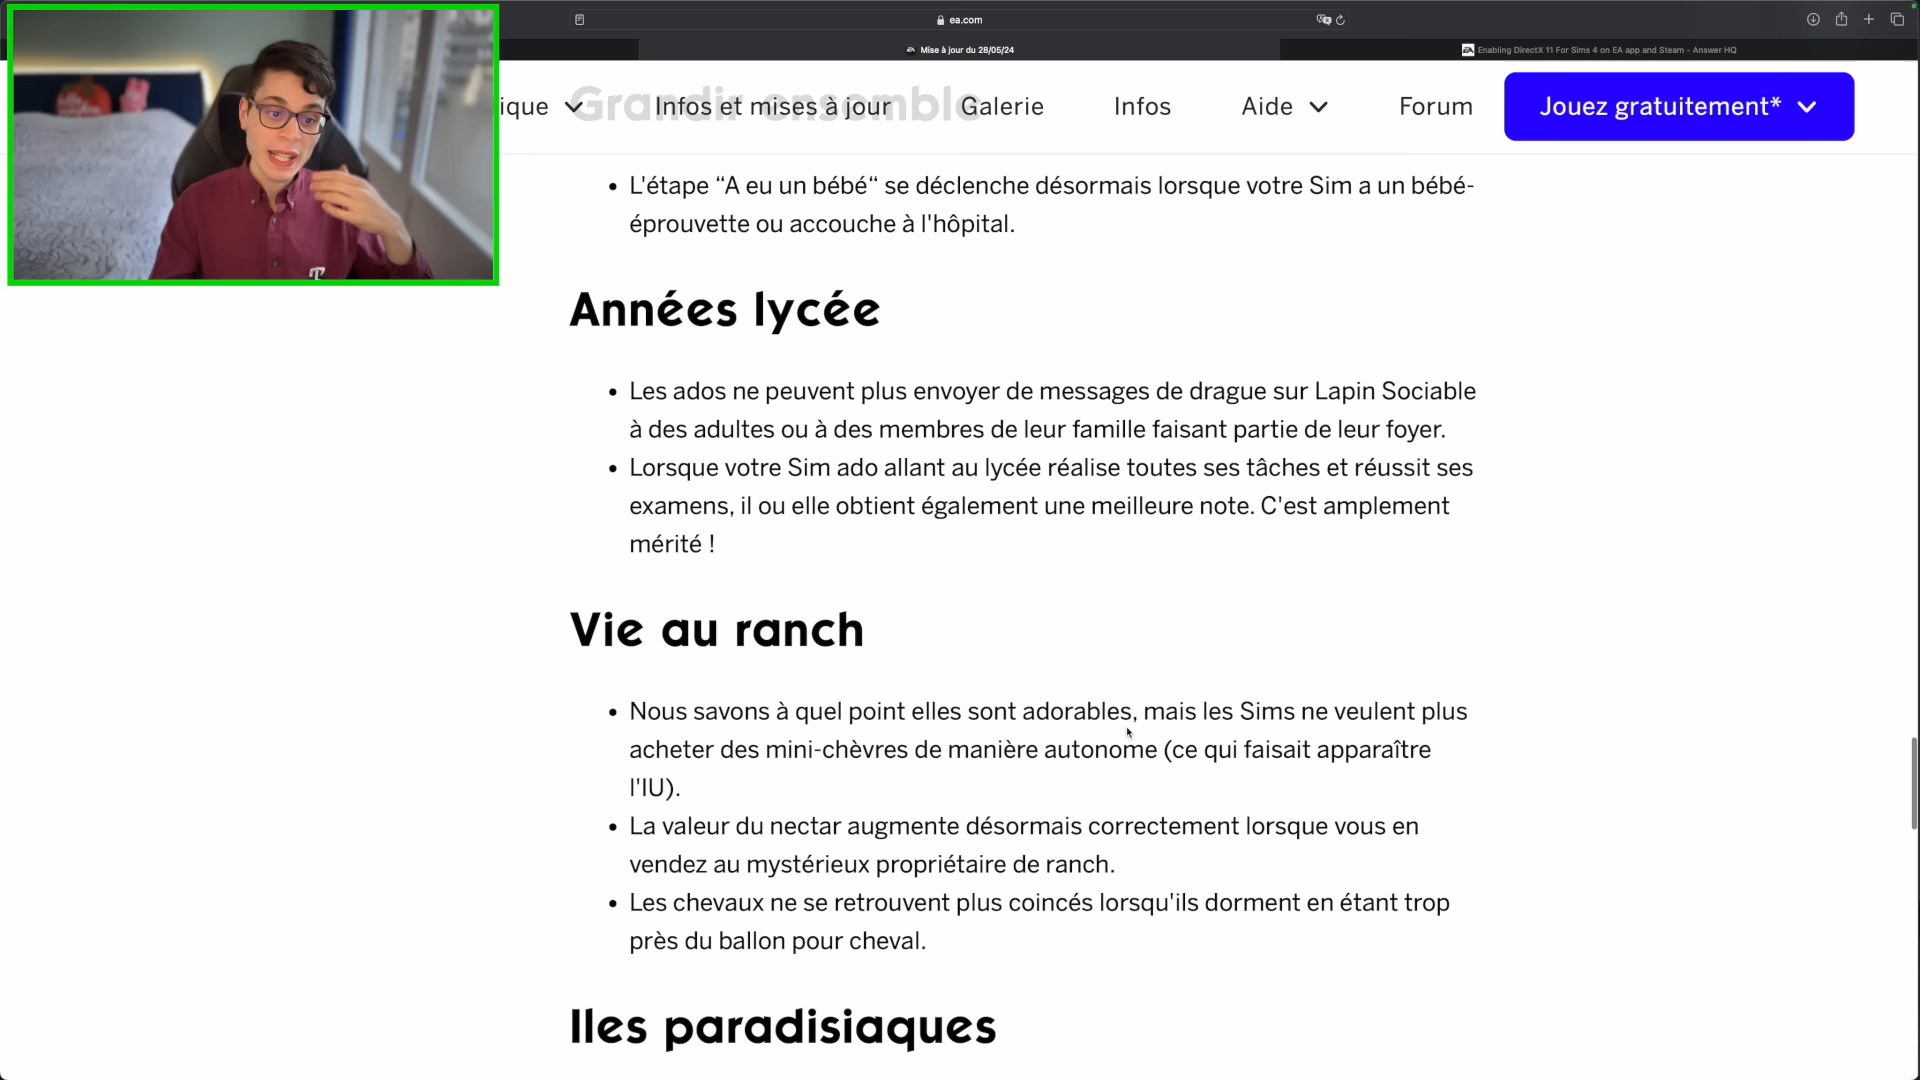 ea.com
Mise à jour du 28/05/24
Enabling DirectX 11 For Sims 4 on EA app and Steam - Answer HQ
ique
Grandir ensemble
Infos et mises à jour
Galerie
Infos
Aide
Forum
Jouez gratuitement*
• L'étape “A eu un bébé“ se déclenche désormais lorsque votre Sim a un bébé-
éprouvette ou accouche à l'hôpital.
Années lycée
• Les ados ne peuvent plus envoyer de messages de drague sur Lapin Sociable
à des adultes ou à des membres de leur famille faisant partie de leur foyer.
• Lorsque votre Sim ado allant au lycée réalise toutes ses tâches et réussit ses
examens, il ou elle obtient également une meilleure note. C'est amplement
mérité !
Vie au ranch
• Nous savons à quel point elles sont adorables, mais les Sims ne veulent plus
acheter des mini-chèvres de manière autonome (ce qui faisait apparaître
l'IU).
• La valeur du nectar augmente désormais correctement lorsque vous en
vendez au mystérieux propriétaire de ranch.
• Les chevaux ne se retrouvent plus coincés lorsqu'ils dorment en étant trop
près du ballon pour cheval.
Iles paradisiaques